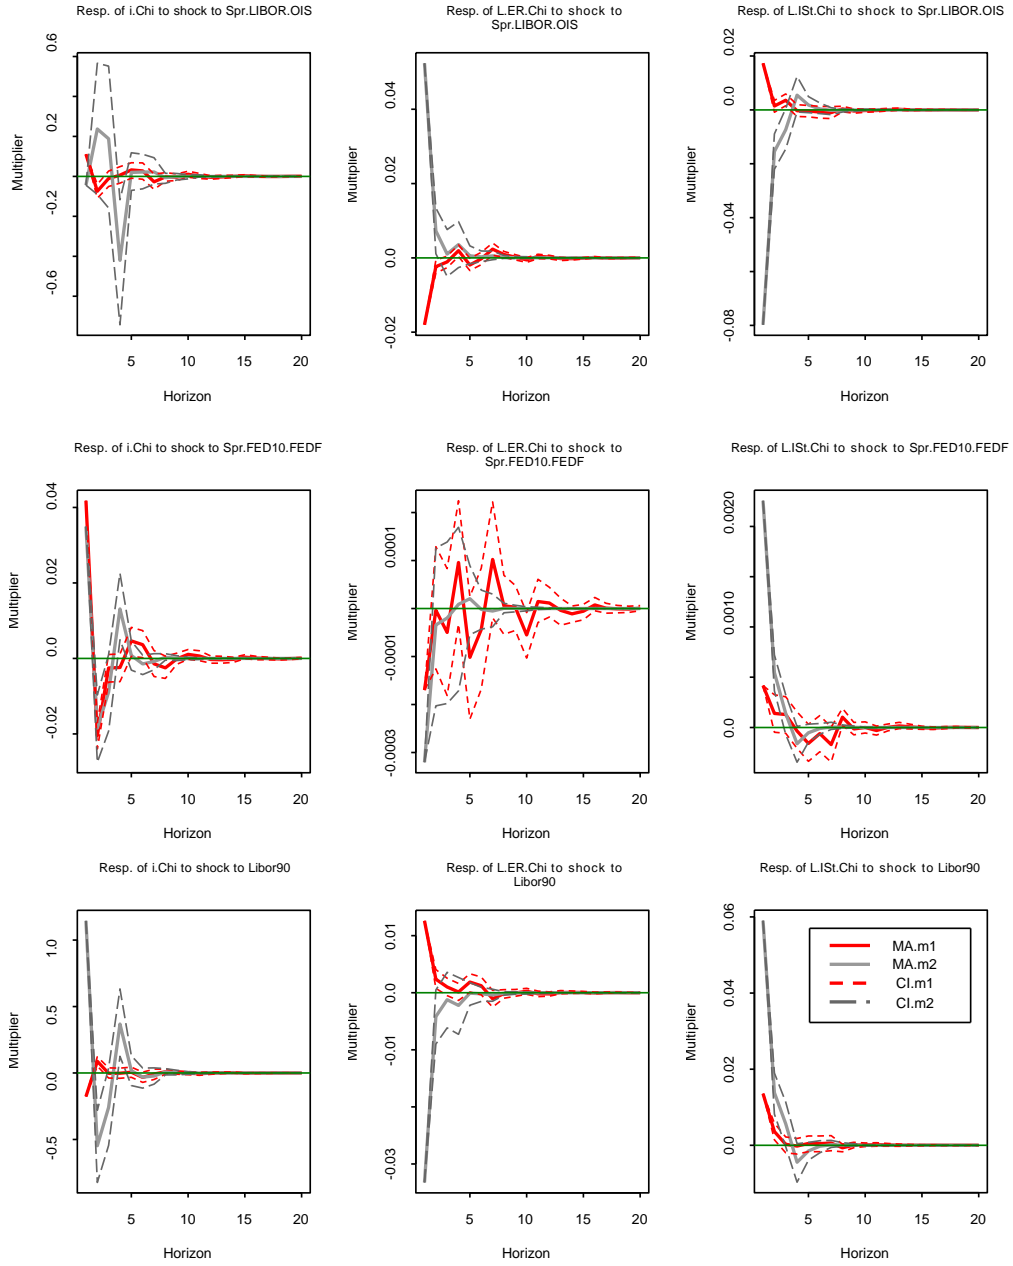 Resp. of i.Chi to shock to Spr.LIBOR.OIS
Multiplier
0.6
0.2
-0.2
-0.6
5 10 15 20
Horizon
Resp. of L.ER.Chi to shock to
Spr.LIBOR.OIS
Multiplier
0.04
0.02
0.0
-0.02
5 10 15 20
Horizon
Resp. of L.ISt.Chi to shock to Spr.LIBOR.OIS
Multiplier
0.02
0.0
-0.04
-0.08
5 10 15 20
Horizon
Resp. of i.Chi to shock to Spr.FED10.FEDF
Multiplier
0.04
0.02
0.0
-0.02
5 10 15 20
Horizon
Resp. of L.ER.Chi to shock to
Spr.FED10.FEDF
Multiplier
0.0001
-0.0001
-0.0003
5 10 15 20
Horizon
Resp. of L.ISt.Chi to shock to Spr.FED10.FEDF
Multiplier
0.0020
0.0010
0.0
5 10 15 20
Horizon
Resp. of i.Chi to shock to Libor90
Multiplier
1.0
0.5
0.0
-0.5
5 10 15 20
Horizon
Resp. of L.ER.Chi to shock to
Libor90
Multiplier
0.01
0.0
-0.01
-0.03
5 10 15 20
Horizon
Resp. of L.ISt.Chi to shock to Libor90
Multiplier
0.06
0.04
0.02
0.0
MA.m1
MA.m2
CI.m1
CI.m2
5 10 15 20
Horizon